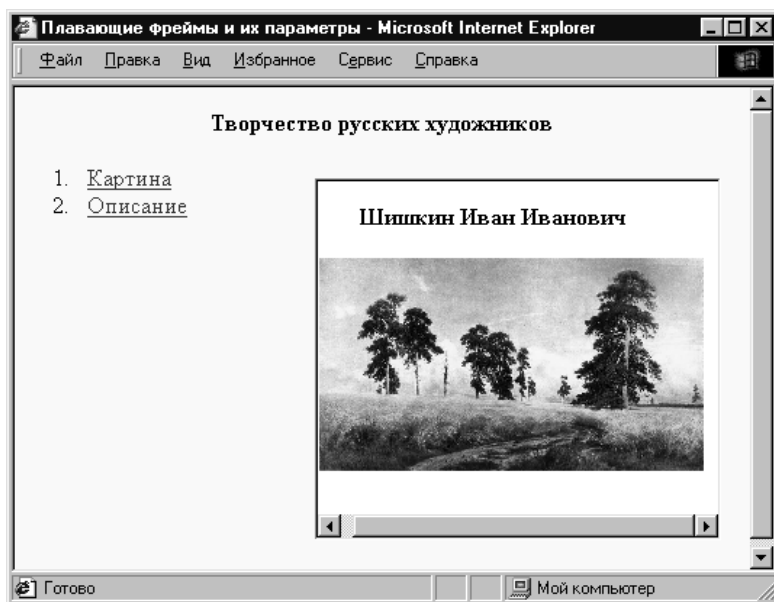 Плавающие фреймы и их параметры - Microsoft Internet Explorer
Файл Правка Вид Избранное Сервис Справка
Творчество русских художников
1. Картина
2. Описание
Шишкин Иван Иванович
Готово
Мой компьютер